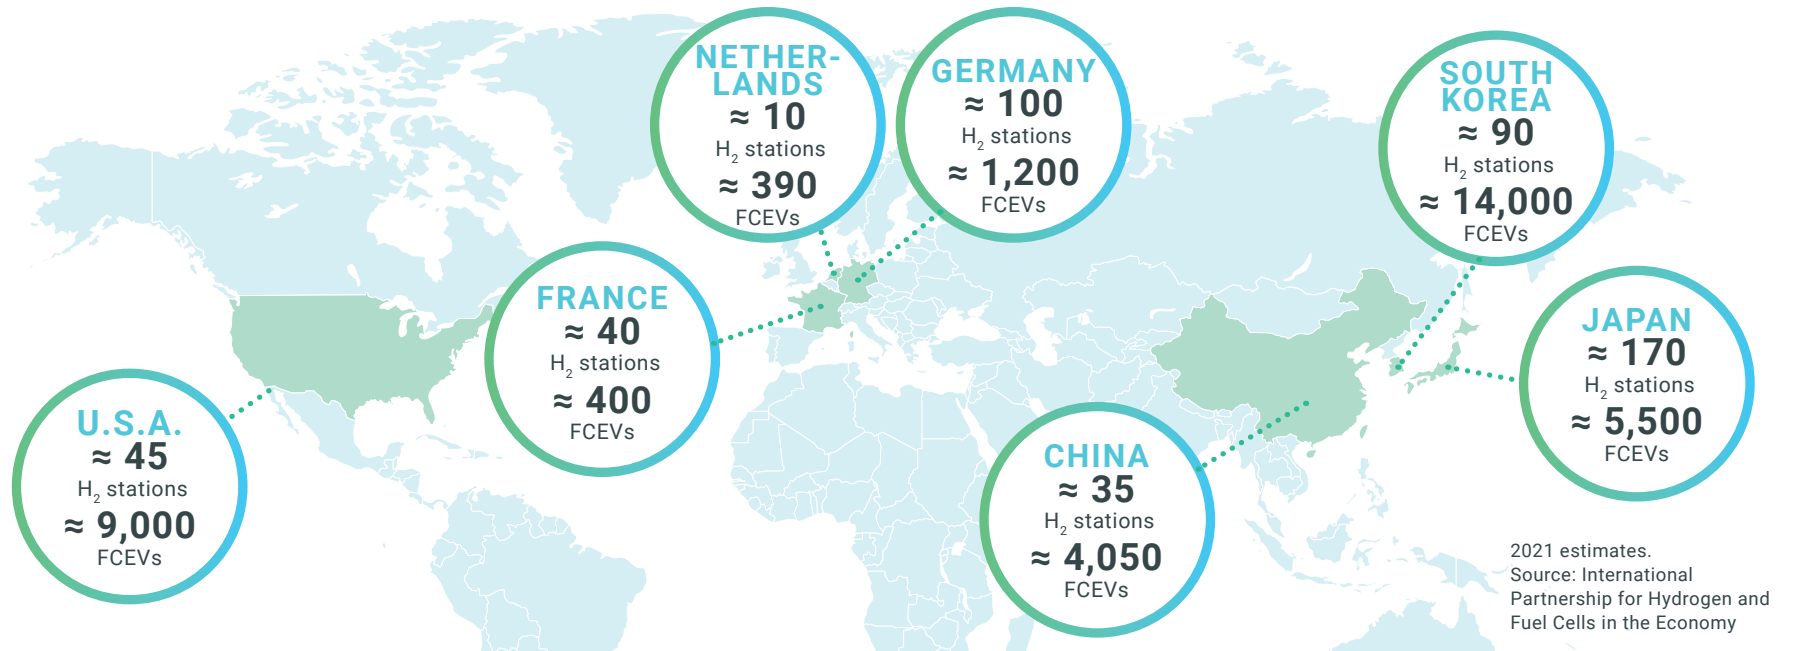 NETHER-
LANDS
≈ 10
H2 stations
≈ 390
FCEVs
GERMANY
≈ 100
H2 stations
≈ 1,200
FCEVs
SOUTH
KOREA
≈ 90
H2 stations
≈ 14,000
FCEVs
FRANCE
≈ 40
H2 stations
≈ 400
FCEVs
JAPAN
≈ 170
H2 stations
≈ 5,500
FCEVs
U.S.A.
≈ 45
H2 stations
≈ 9,000
FCEVs
CHINA
≈ 35
H2 stations
≈ 4,050
FCEVs
2021 estimates.
Source: International
Partnership for Hydrogen and
Fuel Cells in the Economy